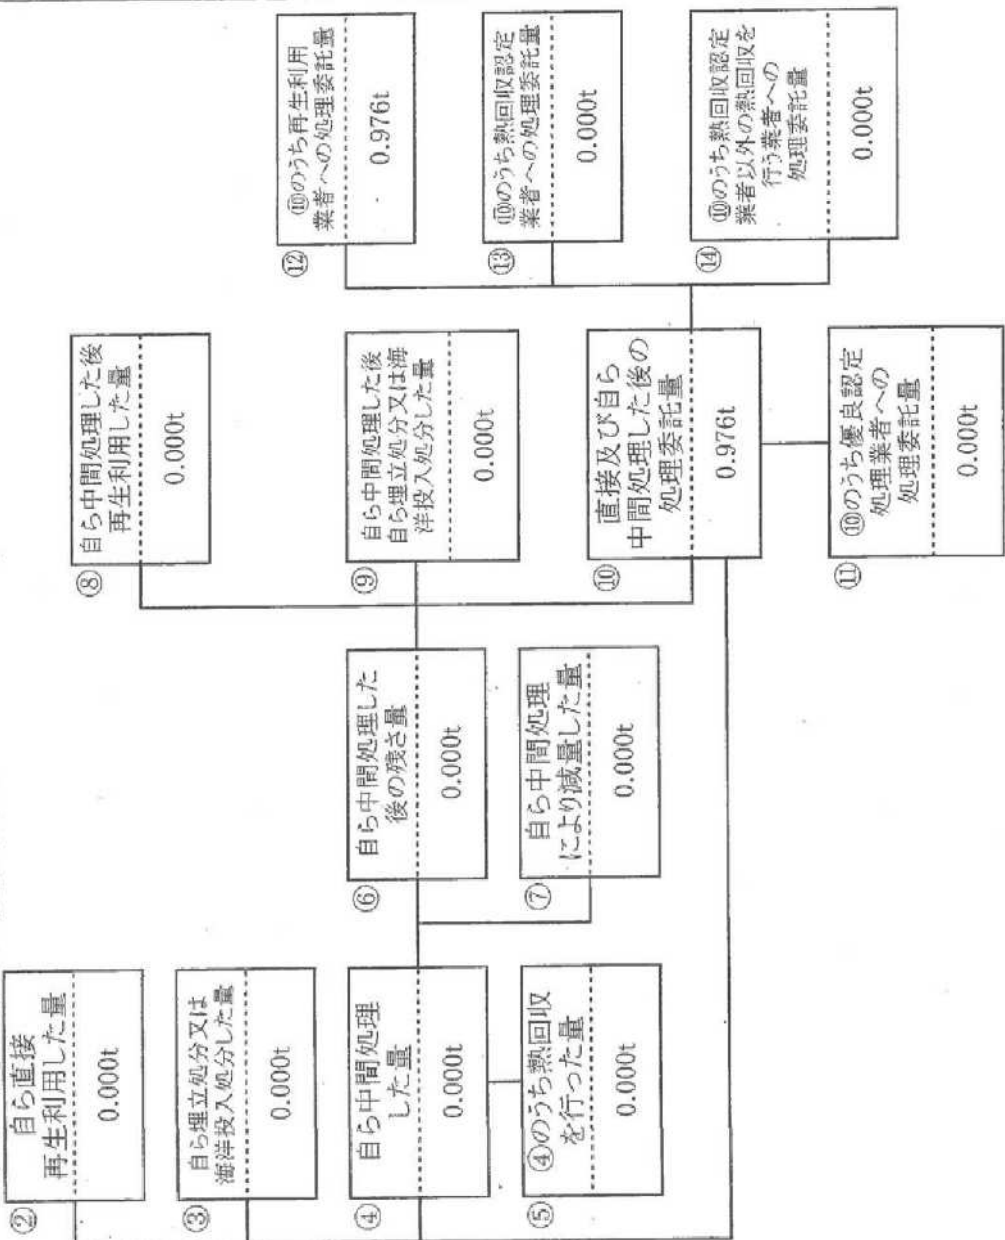 ②
自ら直接
再生利用した量
0.000t
③
自ら埋立処分又は
海洋投入処分した量
0.000t
④
自ら中間処理
した量
0.000t
⑤
④のうち熱回収
を行った量
0.000t
⑥
自ら中間処理した
後の残さ量
0.000t
⑦
自ら中間処理
により減量した量
0.000t
⑧
自ら中間処理した後
再生利用した量
0.000t
⑨
自ら中間処理した後
自ら埋立処分又は海
洋投入処分した量
0.000t
⑩
直接及び自ら
中間処理した後の
処理委託量
0.976t
⑪
⑩のうち優良認定
処理業者への
処理委託量
0.000t
⑫
⑩のうち再生利用
業者への処理委託量
0.976t
⑬
⑩のうち熱回収認定
業者への処理委託量
0.000t
⑭
⑩のうち熱回収認定
業者以外の熱回収を
行う業者への
処理委託量
0.000t